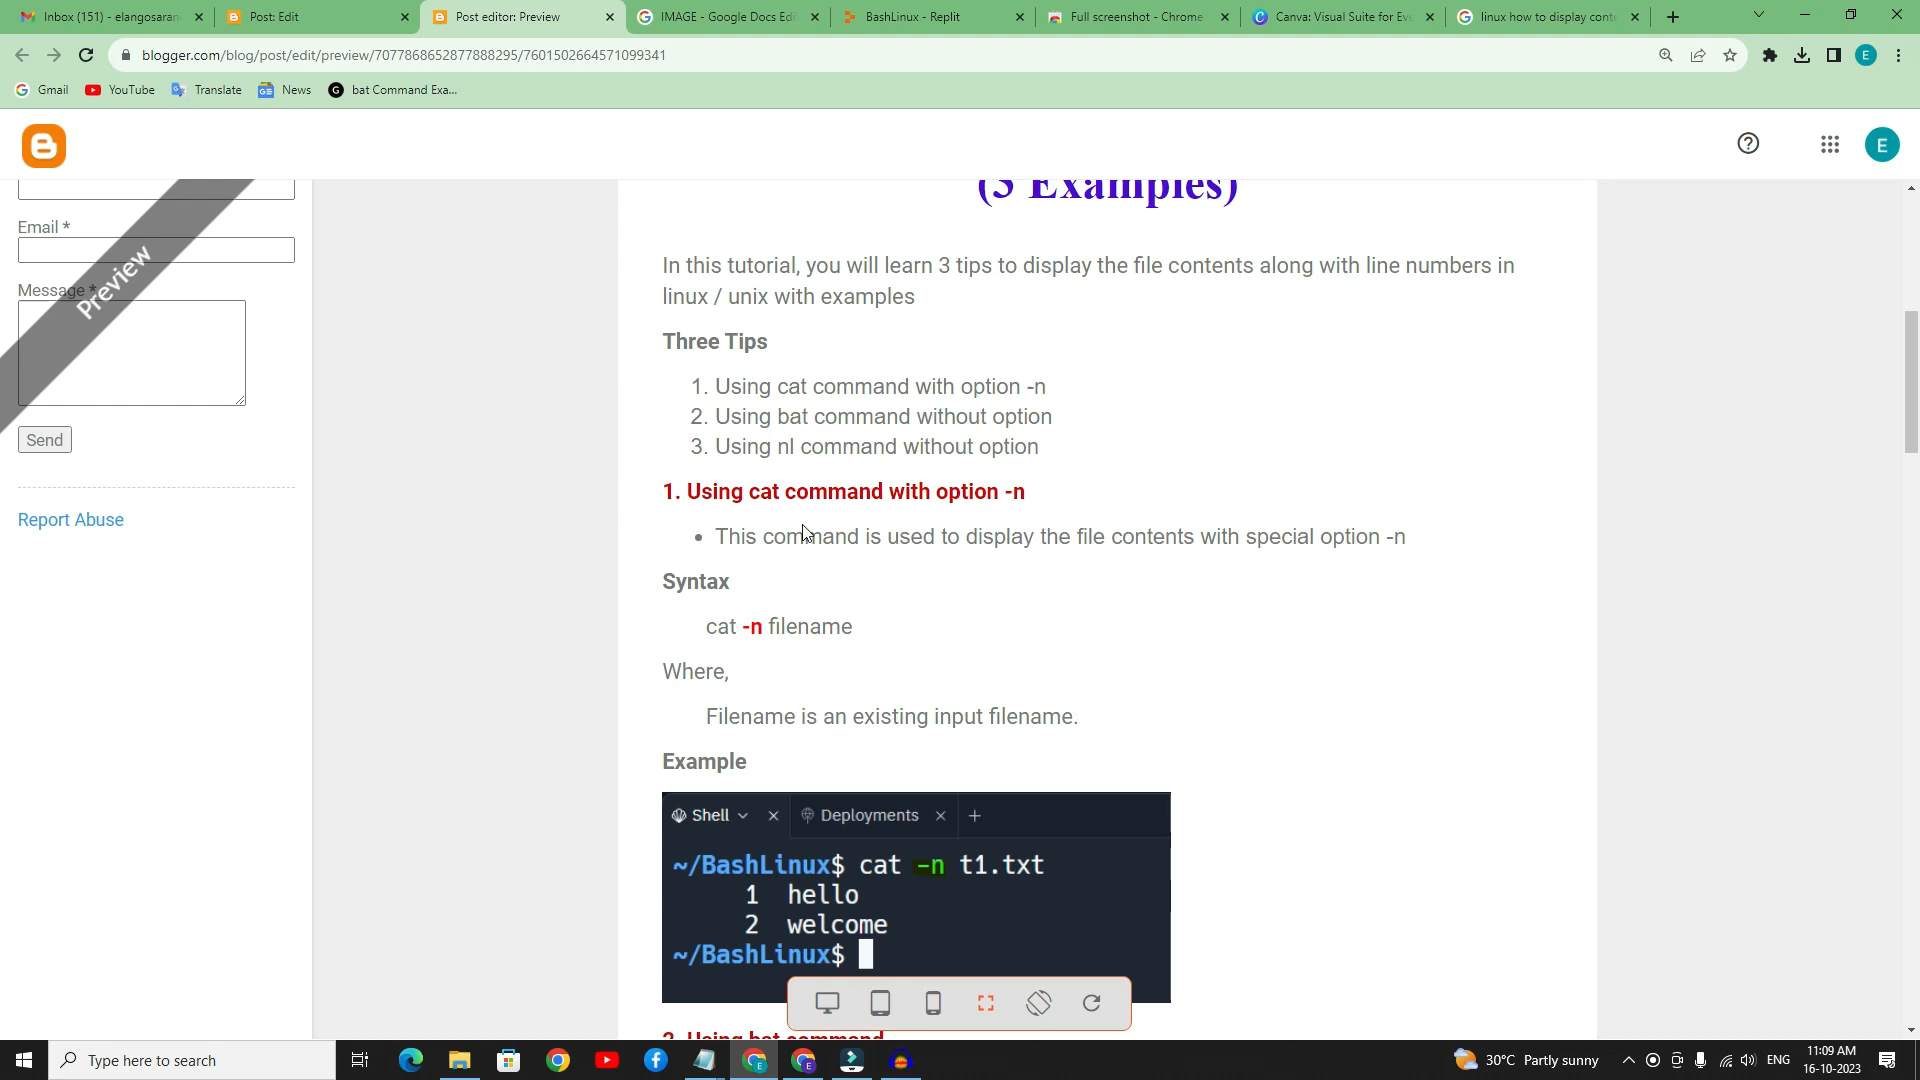 Inbox (151) - elangosaran
Post: Edit
Post editor: Preview
IMAGE - Google Docs Edi
BashLinux - Replit
Full screenshot - Chrome
Canva: Visual Suite for Ev
linux how to display cont
blogger.com/blog/post/edit/preview/7077868652877888295/7601502664571099341
E
Gmail
YouTube
Translate
News
bat Command Exa...
E
(3 Examples)
Email *
Message *
Preview
Send
Report Abuse
In this tutorial, you will learn 3 tips to display the file contents along with line numbers in
linux / unix with examples
Three Tips
1. Using cat command with option -n
2. Using bat command without option
3. Using nl command without option
1. Using cat command with option -n
• This command is used to display the file contents with special option -n
Syntax
cat -n filename
Where,
Filename is an existing input filename.
Example
Shell
Deployments
~/BashLinux$ cat -n t1.txt
1 hello
2 welcome
~/BashLinux$
2. Using bat command
Type here to search
30°C Partly sunny
ENG
11:09 AM
16-10-2023